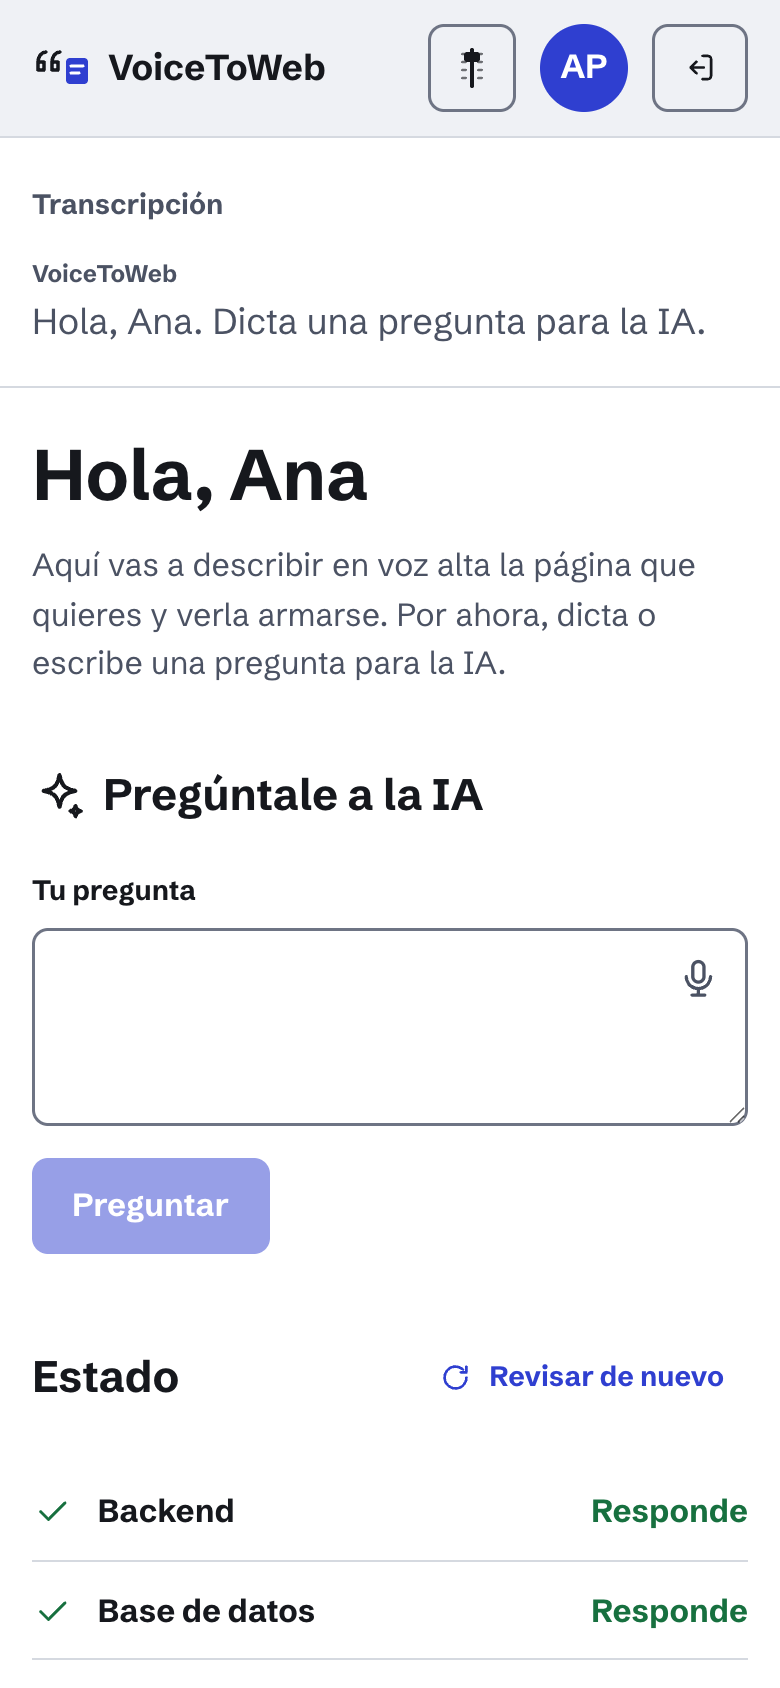 VoiceToWeb
AP
Transcripción
VoiceToWeb
Hola, Ana. Dicta una pregunta para la IA.
Hola, Ana
Aquí vas a describir en voz alta la página que
quieres y verla armarse. Por ahora, dicta o
escribe una pregunta para la IA.
Pregúntale a la IA
Tu pregunta
Preguntar
Estado
Revisar de nuevo
Backend
Responde
Base de datos
Responde